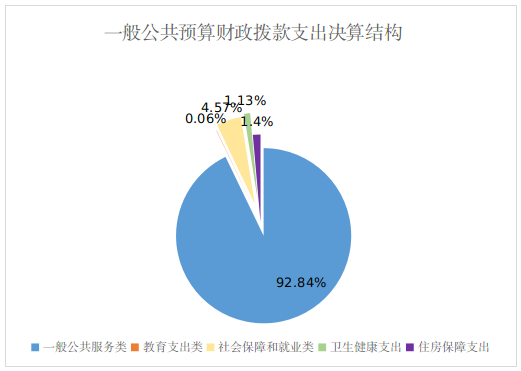 一般公共预算财政拨款支出决算结构
1.13%
4.57%
0.06%
1.4%
92.84%
一般公共服务类 教育支出类 社会保障和就业类 卫生健康支出 住房保障支出